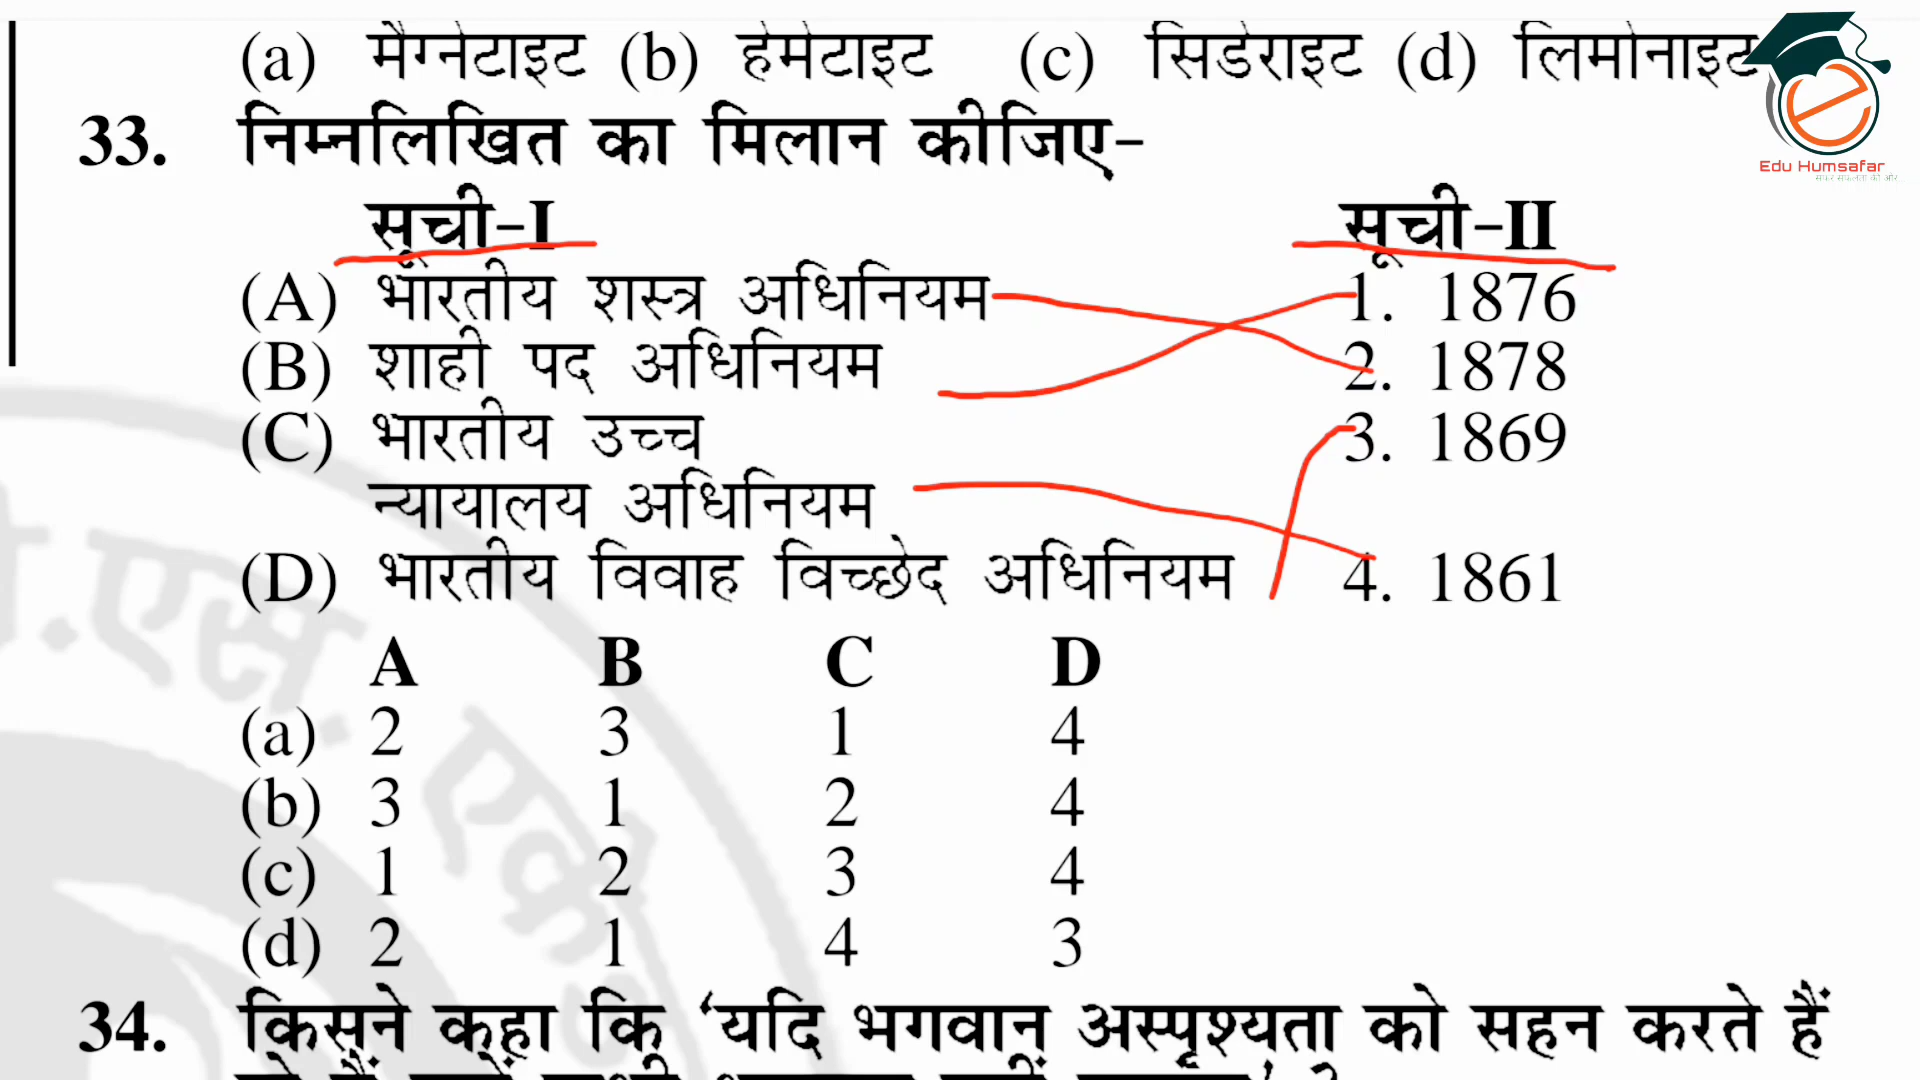 (a) मैग्नेटाइट (b) हेमेटाइट (c) सिडेराइट (d) लिमोनाइट
Edu Humsafar
33. निम्नलिखित का मिलान कीजिए-
सूची-I सूची-II
(A) भारतीय शस्त्र अधिनियम 1. 1876
(B) शाही पद अधिनियम 2. 1878
(C) भारतीय उच्च 3. 1869
न्यायालय अधिनियम
(D) भारतीय विवाह विच्छेद अधिनियम 4. 1861
A B C D
(a) 2 3 1 4
(b) 3 1 2 4
(c) 1 2 3 4
(d) 2 1 4 3
34. किसने कहा कि ‘यदि भगवान अस्पृश्यता को सहन करते हैं